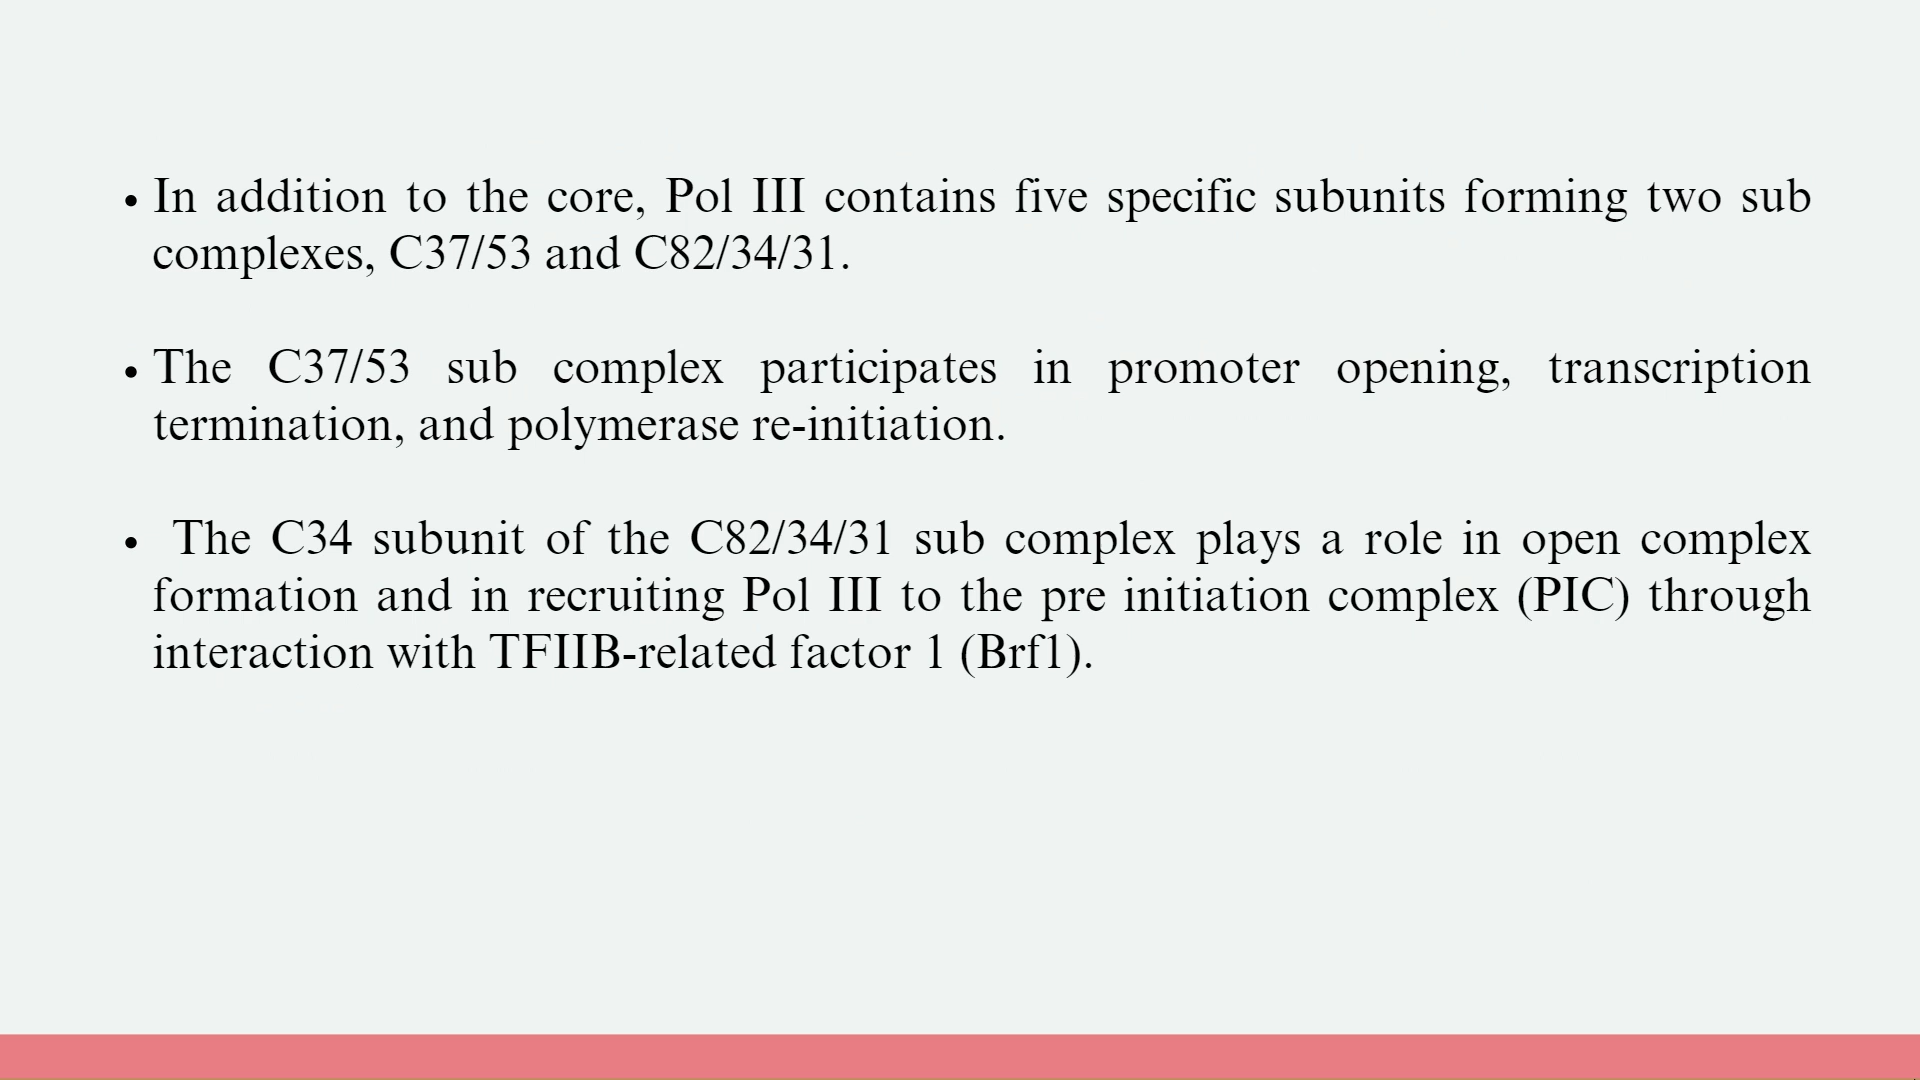 • In addition to the core, Pol III contains five specific subunits forming two sub
complexes, C37/53 and C82/34/31.
• The C37/53 sub complex participates in promoter opening, transcription
termination, and polymerase re-initiation.
• The C34 subunit of the C82/34/31 sub complex plays a role in open complex
formation and in recruiting Pol III to the pre initiation complex (PIC) through
interaction with TFIIB-related factor 1 (Brf1).